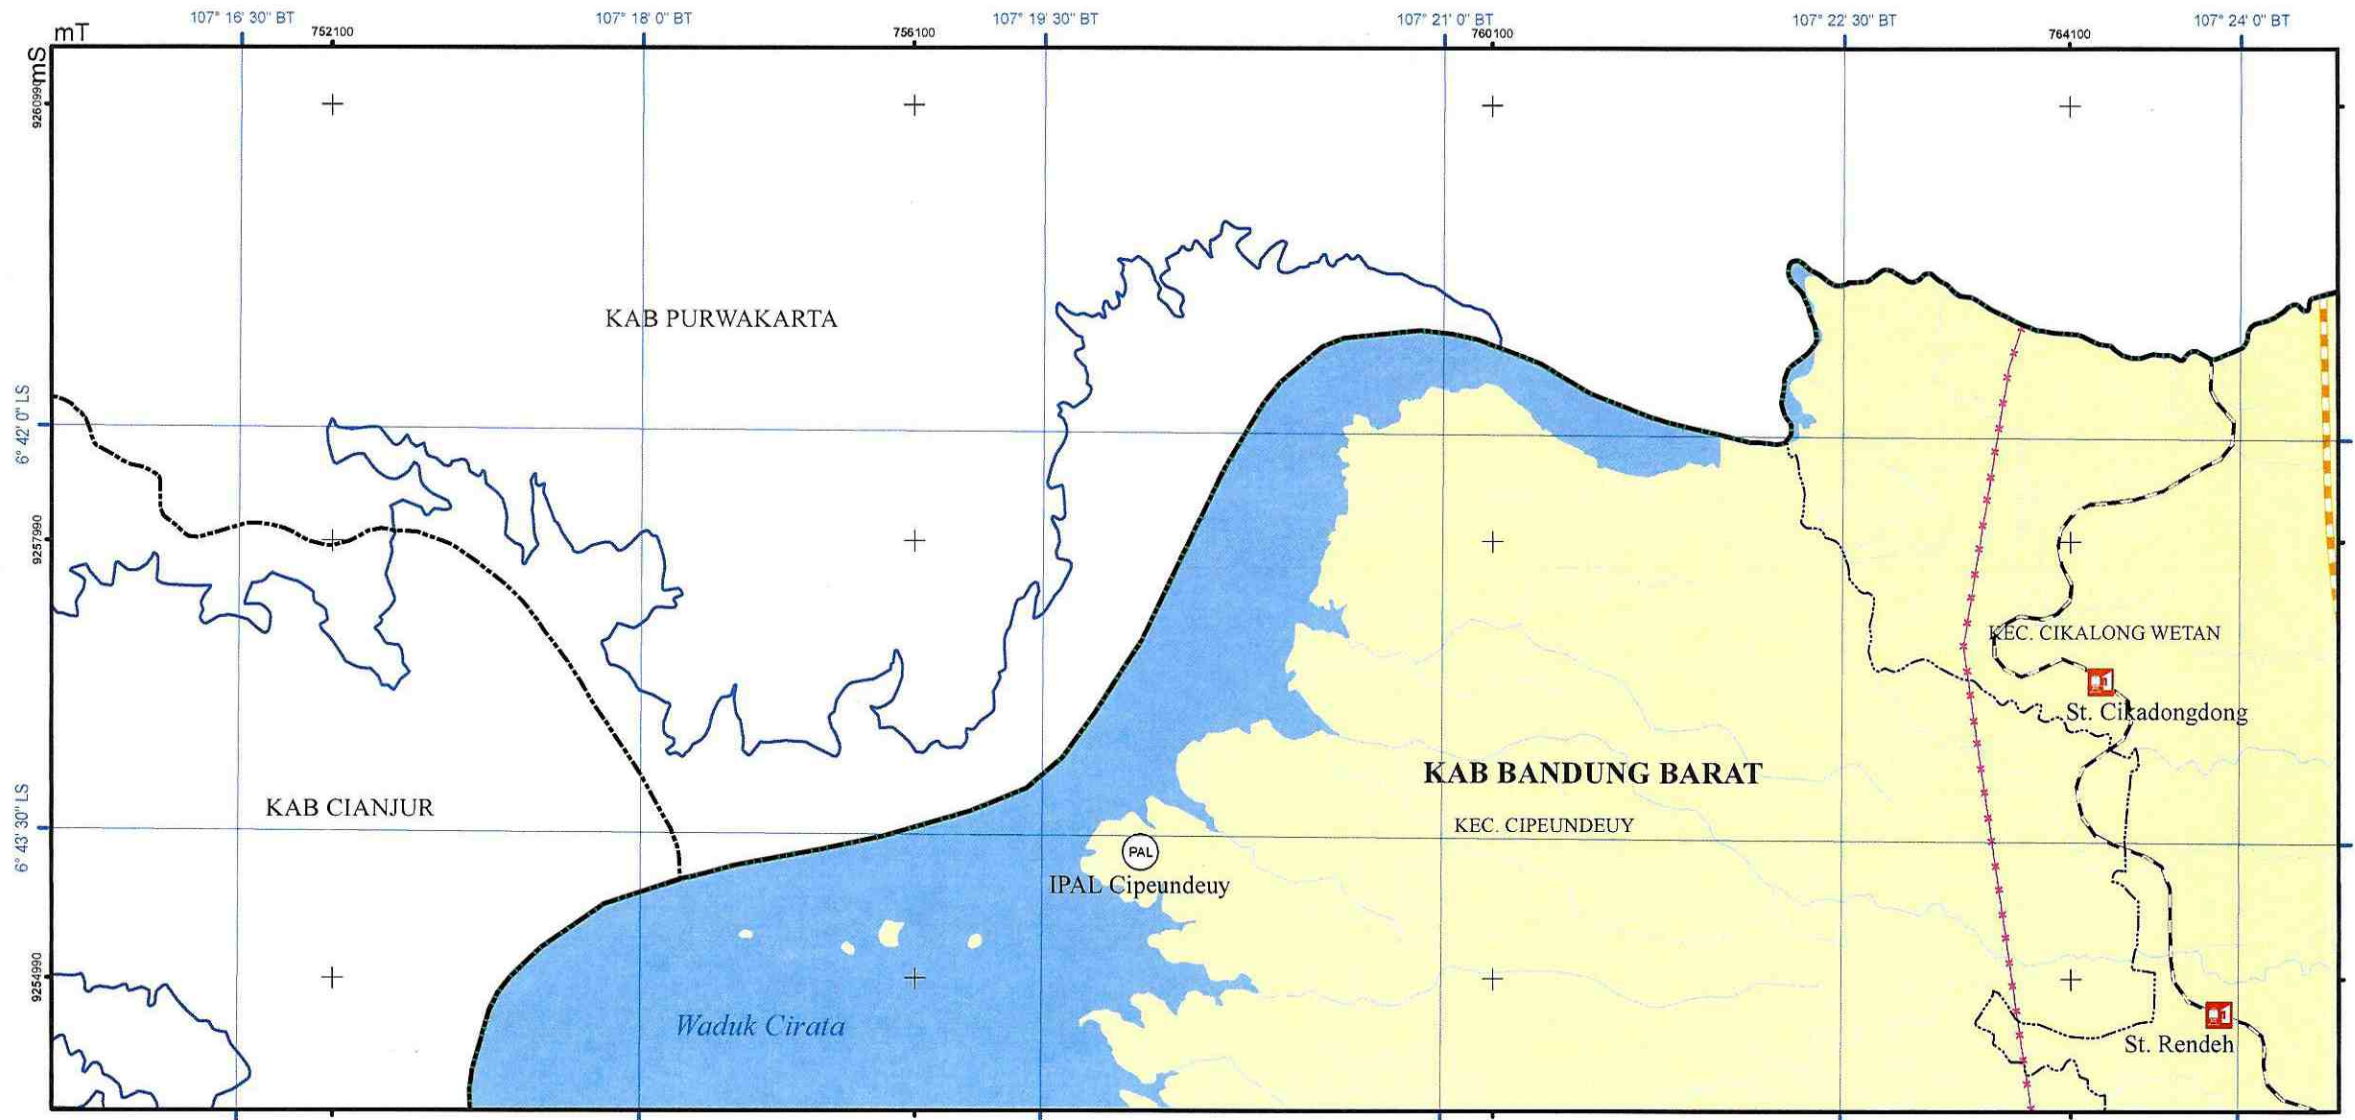 107° 16' 30" BT
107° 18' 0" BT
107° 19' 30" BT
107° 21' 0" BT
107° 22' 30" BT
107° 24' 0" BT
mT
752100
756100
760100
764100
mS
9260990
KAB PURWAKARTA
6° 42' 0" LS
9257990
KEC. CIKALONG WETAN
St. Cikadongdong
KAB BANDUNG BARAT
KAB CIANJUR
6° 43' 30" LS
KEC. CIPEUNDEUY
PAL
IPAL Cipeundeuy
9254990
Waduk Cirata
St. Rendeh